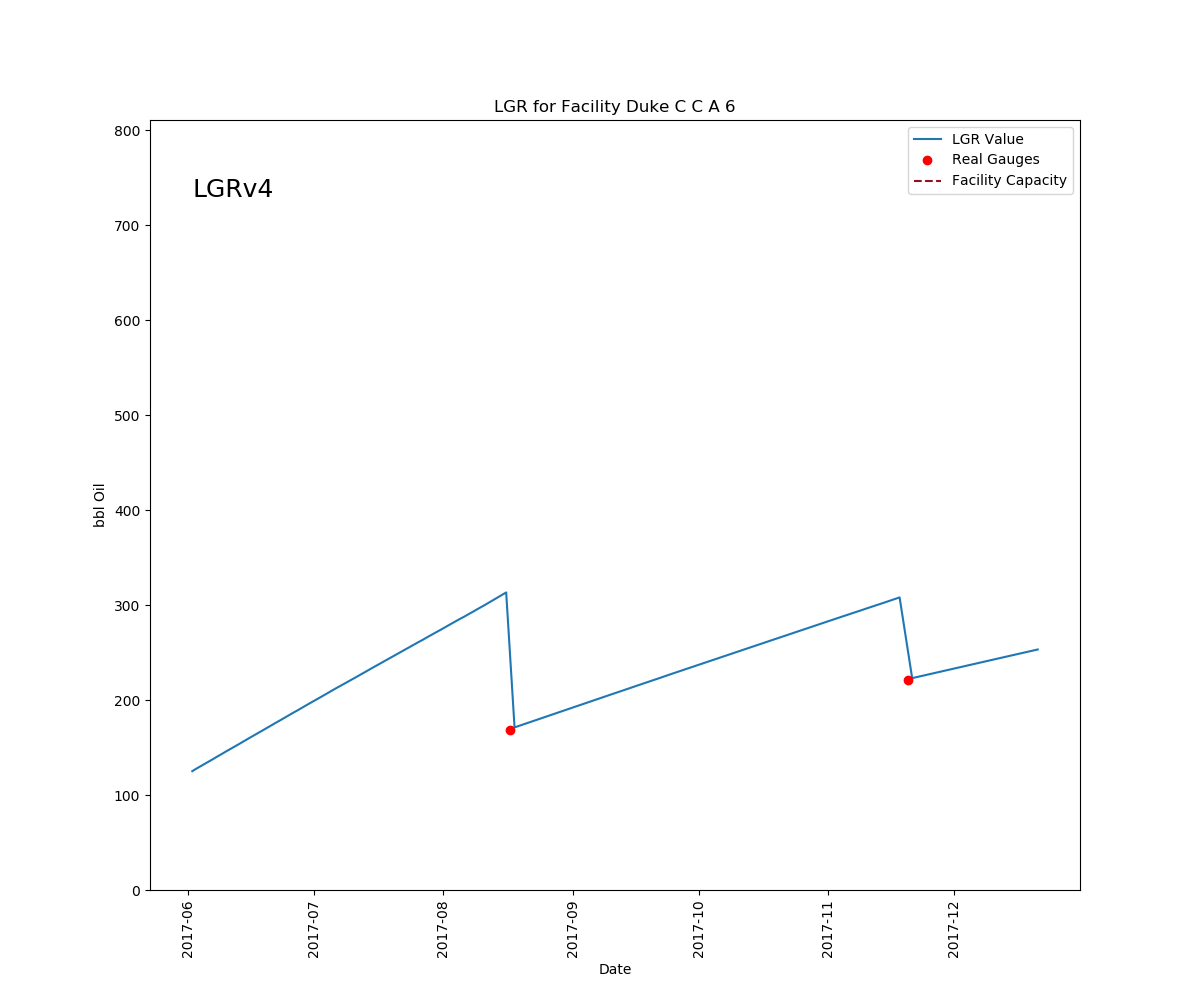 LGR for Facility Duke C C A 6
800
700
600
500
400
300
200
100
0
bbl Oil
LGRv4
LGR Value
Real Gauges
Facility Capacity
2017-06
2017-07
2017-08
2017-09
2017-10
2017-11
2017-12
Date